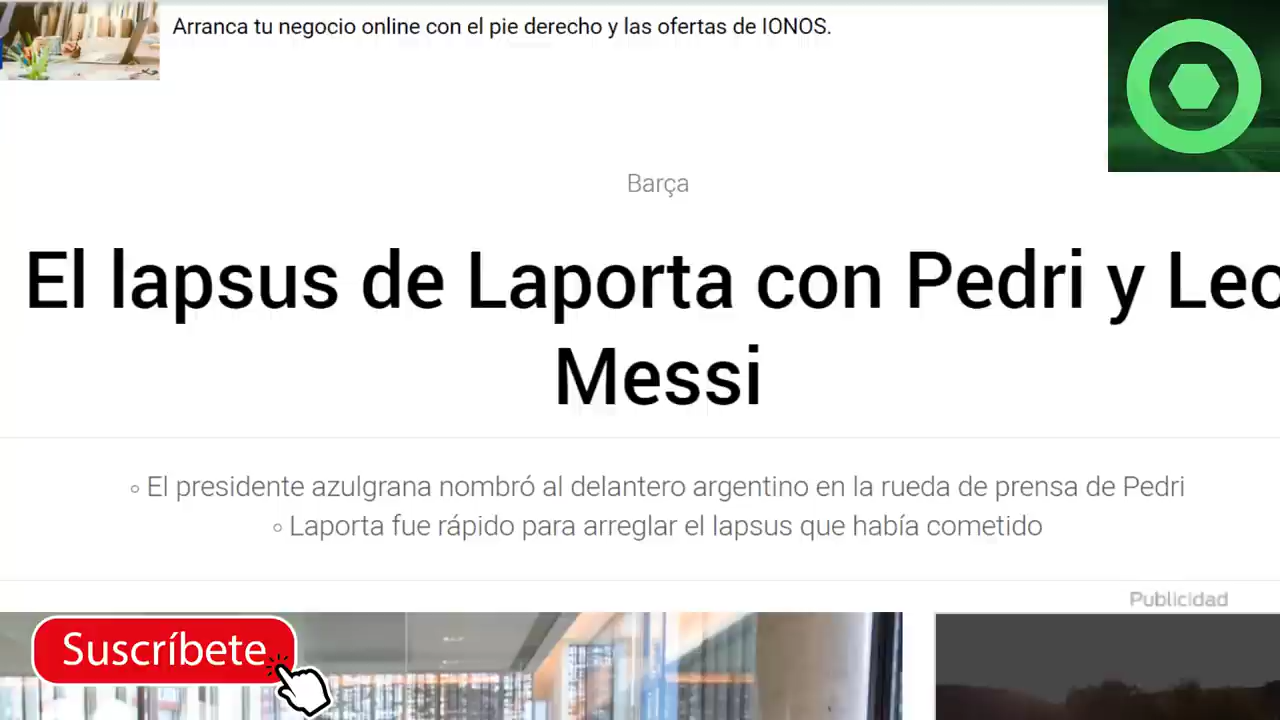 Arranca tu negocio online con el pie derecho y las ofertas de IONOS.
Barça
El lapsus de Laporta con Pedri y Leo
Messi
◦ El presidente azulgrana nombró al delantero argentino en la rueda de prensa de Pedri
◦ Laporta fue rápido para arreglar el lapsus que había cometido
Publicidad
Suscríbete